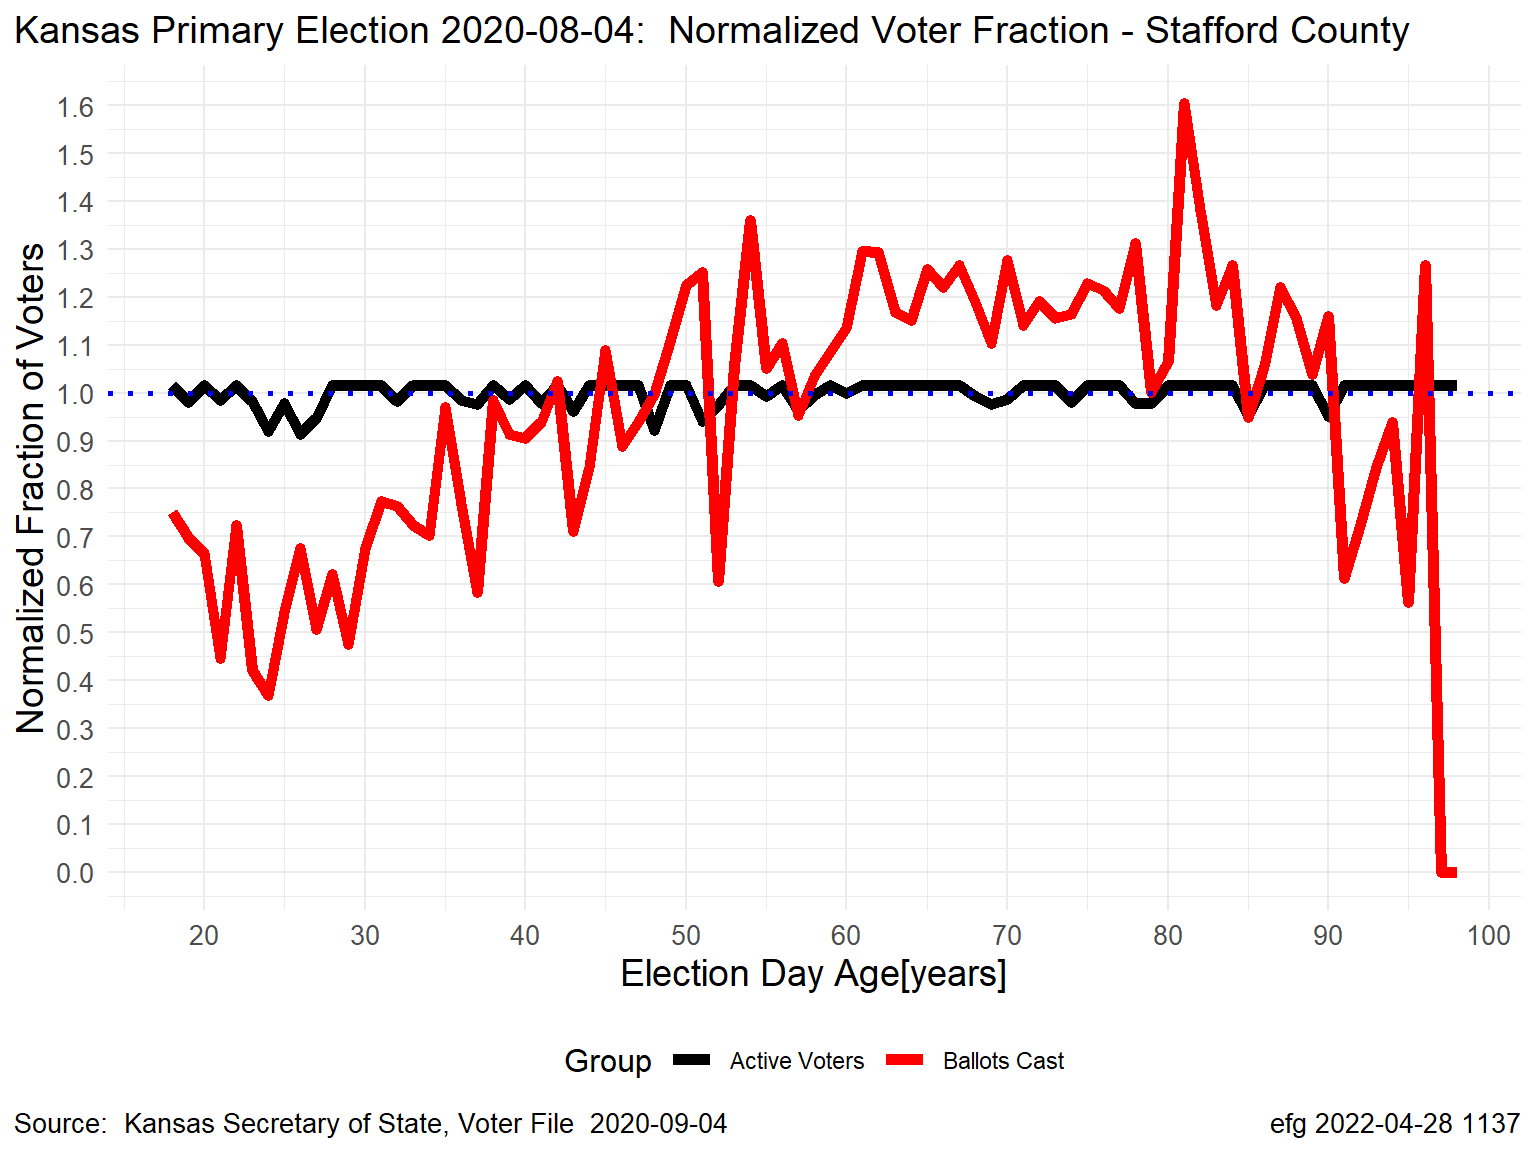 Kansas Primary Election 2020-08-04:  Normalized Voter Fraction - Stafford County
Normalized Fraction of Voters
1.6
1.5
1.4
1.3
1.2
1.1
1.0
0.9
0.8
0.7
0.6
0.5
0.4
0.3
0.2
0.1
0.0
20 30 40 50 60 70 80 90 100
Election Day Age[years]
Group Active Voters Ballots Cast
Source:  Kansas Secretary of State, Voter File  2020-09-04
efg 2022-04-28 1137